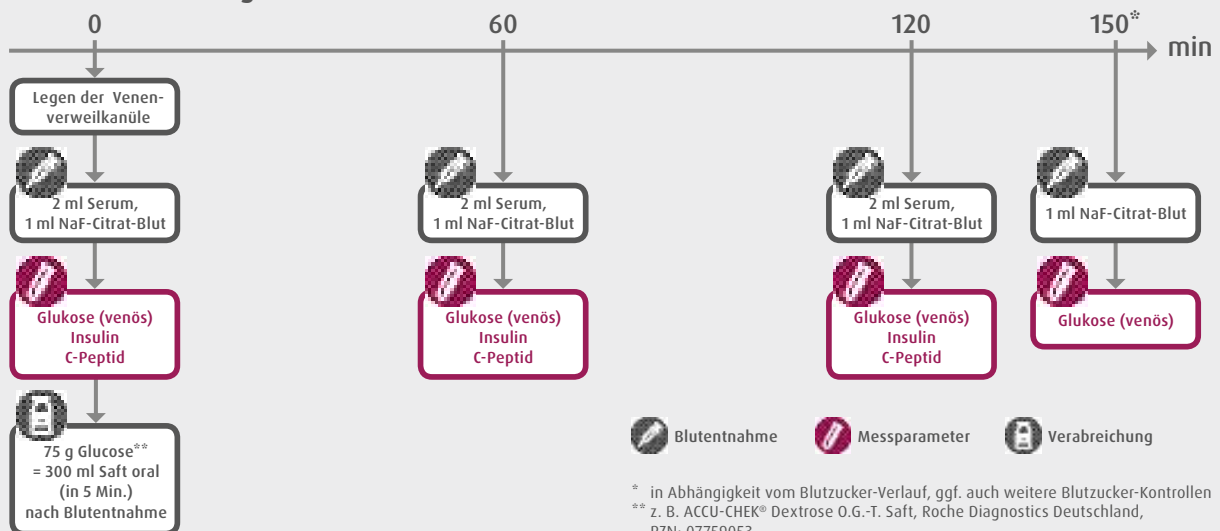 0
60
120
150*
min
Legen der Venen-
verweilkanüle
2 ml Serum,
1 ml NaF-Citrat-Blut
2 ml Serum,
1 ml NaF-Citrat-Blut
2 ml Serum,
1 ml NaF-Citrat-Blut
1 ml NaF-Citrat-Blut
Glukose (venös)
Insulin
C-Peptid
Glukose (venös)
Insulin
C-Peptid
Glukose (venös)
Insulin
C-Peptid
Glukose (venös)
75 g Glucose**
= 300 ml Saft oral
(in 5 Min.)
nach Blutentnahme
Blutentnahme
Messparameter
Verabreichung
* in Abhängigkeit vom Blutzucker-Verlauf, ggf. auch weitere Blutzucker-Kontrollen
** z. B. ACCU-CHEK® Dextrose O.G.-T. Saft, Roche Diagnostics Deutschland,
PZN: 07759053